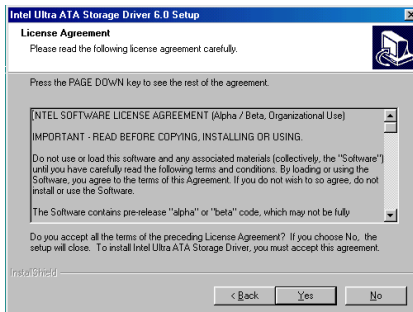 Intel Ultra ATA Storage Driver 6.0 Setup
License Agreement
Please read the following license agreement carefully.
Press the PAGE DOWN key to see the rest of the agreement.
INTEL SOFTWARE LICENSE AGREEMENT (Alpha / Beta, Organizational Use)
IMPORTANT - READ BEFORE COPYING, INSTALLING OR USING.
Do not use or load this software and any associated materials (collectively, the "Software")
until you have carefully read the following terms and conditions. By loading or using the
Software, you agree to the terms of this Agreement. If you do not wish to so agree, do not
install or use the Software.
The Software contains pre-release "alpha" or "beta" code, which may not be fully
Do you accept all the terms of the preceding License Agreement? If you choose No, the
setup will close. To install Intel Ultra ATA Storage Driver, you must accept this agreement.
InstallShield
< Back
Yes
No